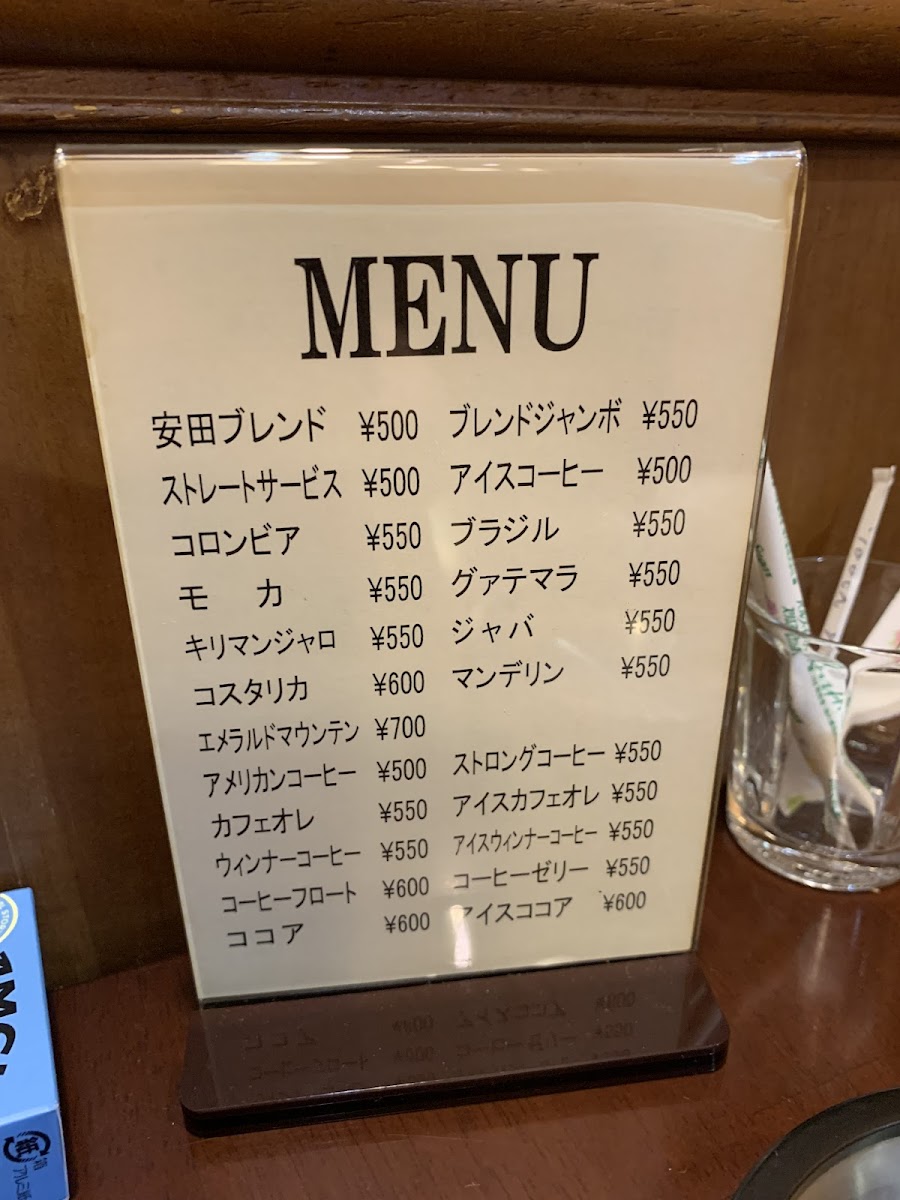 MENU
安田ブレンド ¥500 ブレンドジャンボ ¥550
ストレートサービス ¥500 アイスコーヒー ¥500
コロンビア ¥550 ブラジル ¥550
モカ ¥550 グァテマラ ¥550
キリマンジャロ ¥550 ジャバ ¥550
コスタリカ ¥600 マンデリン ¥550
エメラルドマウンテン ¥700
アメリカンコーヒー ¥500 ストロングコーヒー ¥550
カフェオレ ¥550 アイスカフェオレ ¥550
ウィンナーコーヒー ¥550 アイスウィンナーコーヒー ¥550
コーヒーフロート ¥600 コーヒーゼリー ¥550
ココア ¥600 アイスココア ¥600
紙